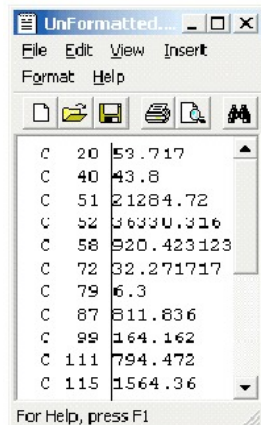 UnFormatted....
File Edit View Insert
Format Help
C 20 53.717
C 40 43.8
C 51 21284.72
C 52 36330.316
C 58 920.423123
C 72 32.271717
C 79 6.3
C 87 811.836
C 99 164.162
C 111 794.472
C 115 1564.36
For Help, press F1